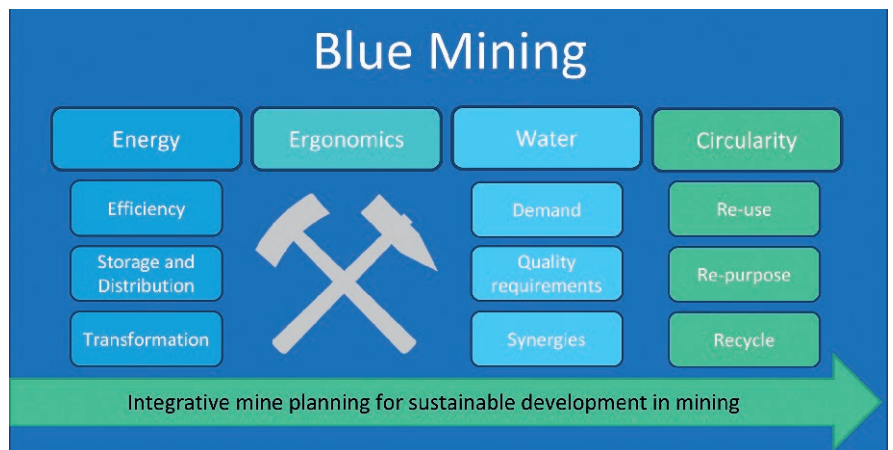 Blue Mining
Energy
Ergonomics
Water
Circularity
Efficiency
Storage and
Distribution
Transformation
Demand
Quality
requirements
Synergies
Re-use
Re-purpose
Recycle
Integrative mine planning for sustainable development in mining